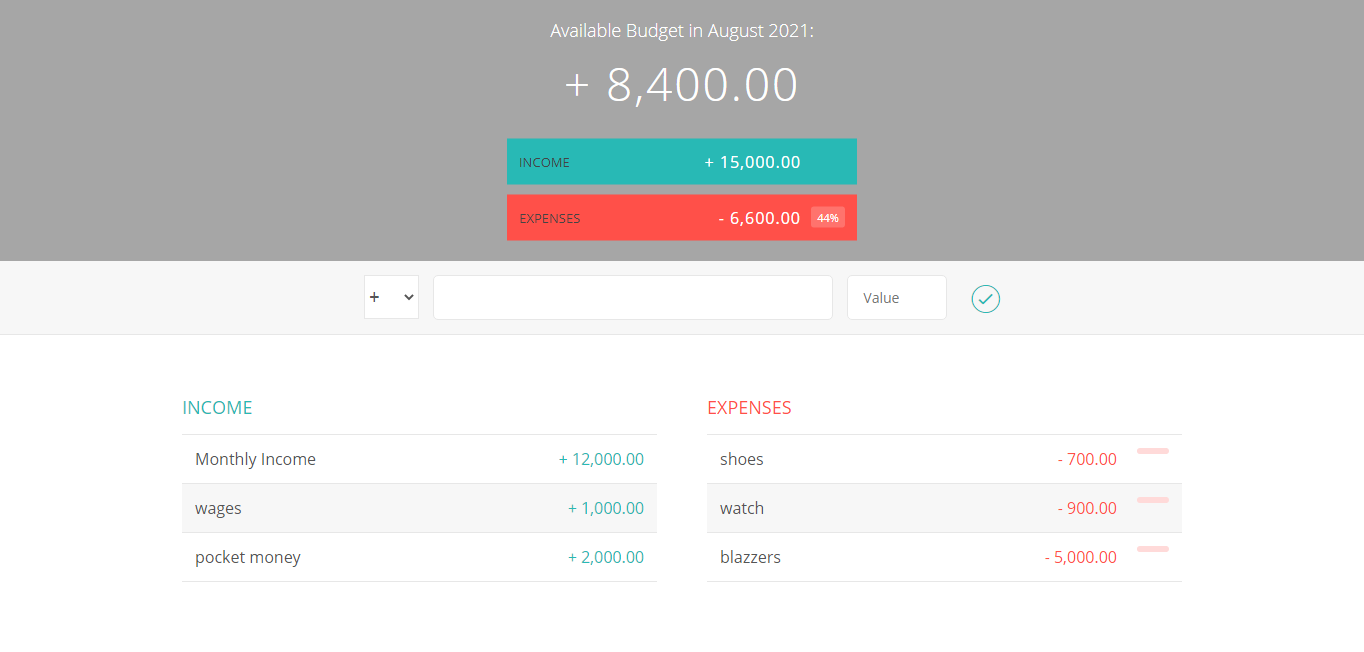 Available Budget in August 2021:
+ 8,400.00
INCOME + 15,000.00
EXPENSES - 6,600.00 44%
+ Value
INCOME
Monthly Income + 12,000.00
wages + 1,000.00
pocket money + 2,000.00
EXPENSES
shoes - 700.00
watch - 900.00
blazzers - 5,000.00